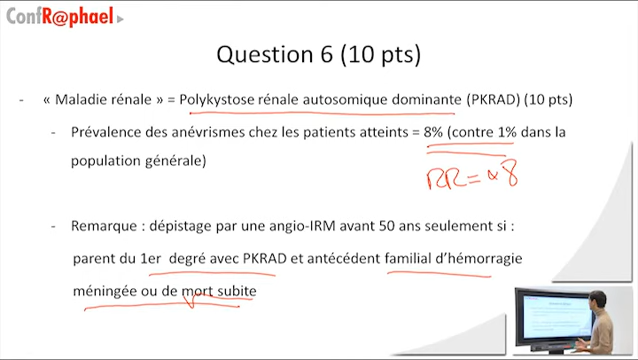 ConfR@phael
Question 6 (10 pts)
- « Maladie rénale » = Polykystose rénale autosomique dominante (PKRAD) (10 pts)
- Prévalence des anévrismes chez les patients atteints = 8% (contre 1% dans la
population générale)
RR = x8
- Remarque : dépistage par une angio-IRM avant 50 ans seulement si :
parent du 1er degré avec PKRAD et antécédent familial d'hémorragie
méningée ou de mort subite